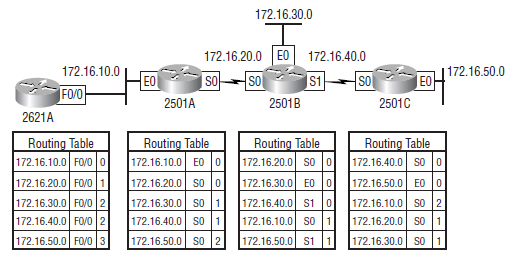 172.16.30.0
172.16.20.0 E0 172.16.40.0
172.16.10.0 E0 S0 S0 S1 S0 E0 172.16.50.0
F0/0
2501A 2501B 2501C
2621A
Routing Table Routing Table Routing Table Routing Table
172.16.10.0 F0/0 0 172.16.10.0 E0 0 172.16.20.0 S0 0 172.16.40.0 S0 0
172.16.20.0 F0/0 1 172.16.20.0 S0 0 172.16.30.0 E0 0 172.16.50.0 E0 0
172.16.30.0 F0/0 2 172.16.30.0 S0 1 172.16.40.0 S1 0 172.16.10.0 S0 2
172.16.40.0 F0/0 2 172.16.40.0 S0 1 172.16.10.0 S0 1 172.16.20.0 S0 1
172.16.50.0 F0/0 3 172.16.50.0 S0 2 172.16.50.0 S1 1 172.16.30.0 S0 1